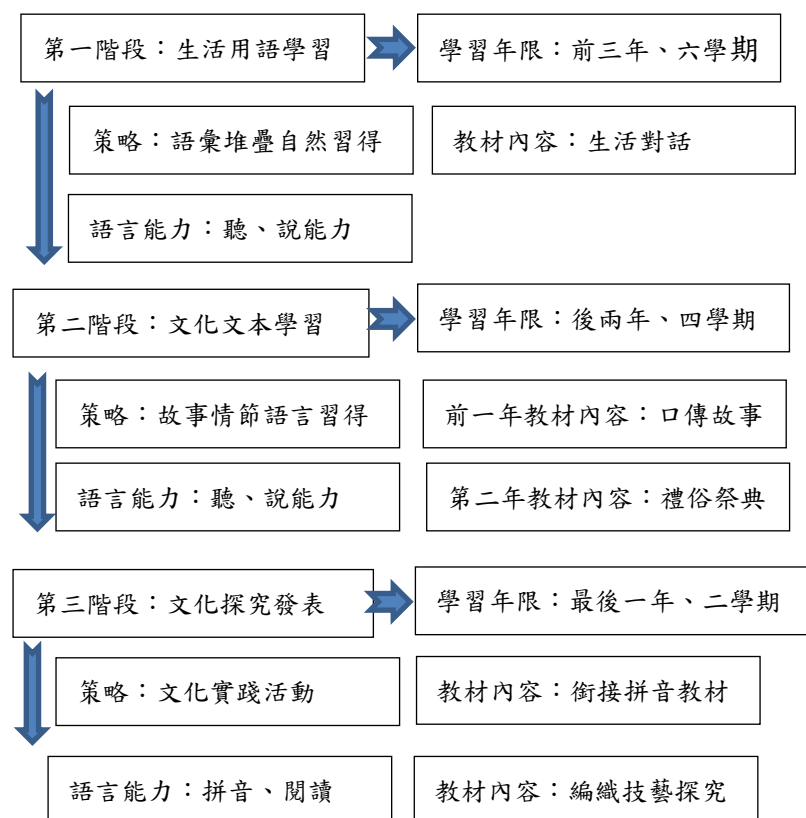 第一階段：生活用語學習
學習年限：前三年、六學期
策略：語彙堆疊自然習得
教材內容：生活對話
語言能力：聽、說能力
第二階段：文化文本學習
學習年限：後兩年、四學期
策略：故事情節語言習得
前一年教材內容：口傳故事
語言能力：聽、說能力
第二年教材內容：禮俗祭典
第三階段：文化探究發表
學習年限：最後一年、二學期
策略：文化實踐活動
教材內容：銜接拼音教材
語言能力：拼音、閱讀
教材內容：編織技藝探究